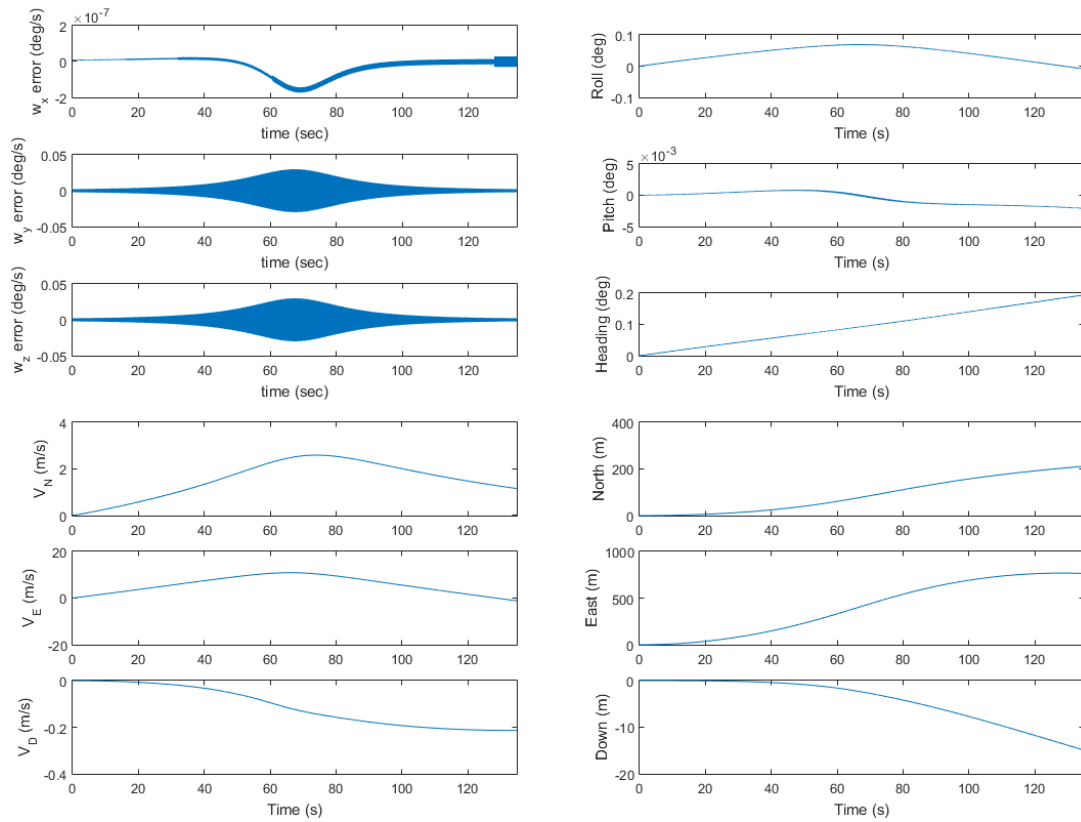 ×10⁻⁷
w_x error (deg/s)
2
0
-2
0 20 40 60 80 100 120
time (sec)
w_y error (deg/s)
0.05
0
-0.05
0 20 40 60 80 100 120
time (sec)
w_z error (deg/s)
0.05
0
-0.05
0 20 40 60 80 100 120
time (sec)
V_N (m/s)
4
2
0
0 20 40 60 80 100 120
V_E (m/s)
20
0
-20
0 20 40 60 80 100 120
V_D (m/s)
0
-0.2
-0.4
0 20 40 60 80 100 120
Time (s)
Roll (deg)
0.1
0
-0.1
0 20 40 60 80 100 120
Time (s)
×10⁻³
Pitch (deg)
5
0
-5
0 20 40 60 80 100 120
Time (s)
Heading (deg)
0.2
0.1
0
0 20 40 60 80 100 120
Time (s)
North (m)
400
200
0
0 20 40 60 80 100 120
East (m)
1000
500
0
0 20 40 60 80 100 120
Down (m)
0
-10
-20
0 20 40 60 80 100 120
Time (s)